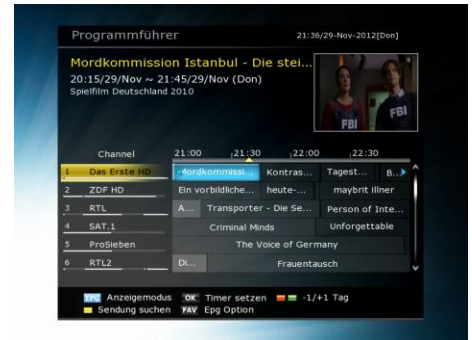 Programmführer
21:36/29-Nov-2012[Don]
Mordkommission Istanbul - Die stei...
20:15/29/Nov ~ 21:45/29/Nov (Don)
Spielfilm Deutschland 2010
FBI
FBI
Channel 21:00 21:30 22:00 22:30
1 Das Erste HD Mordkommissi... Kontras... Tagest... B...
2 ZDF HD Ein vorbildliche... heute-... maybrit illner
3 RTL A... Transporter - Die Se... Person of Inte...
4 SAT.1 Criminal Minds Unforgettable
5 ProSieben The Voice of Germany
6 RTL2 Di... Frauentausch
EPG Anzeigemodus OK Timer setzen -1/+1 Tag
Sendung suchen FAV Epg Option